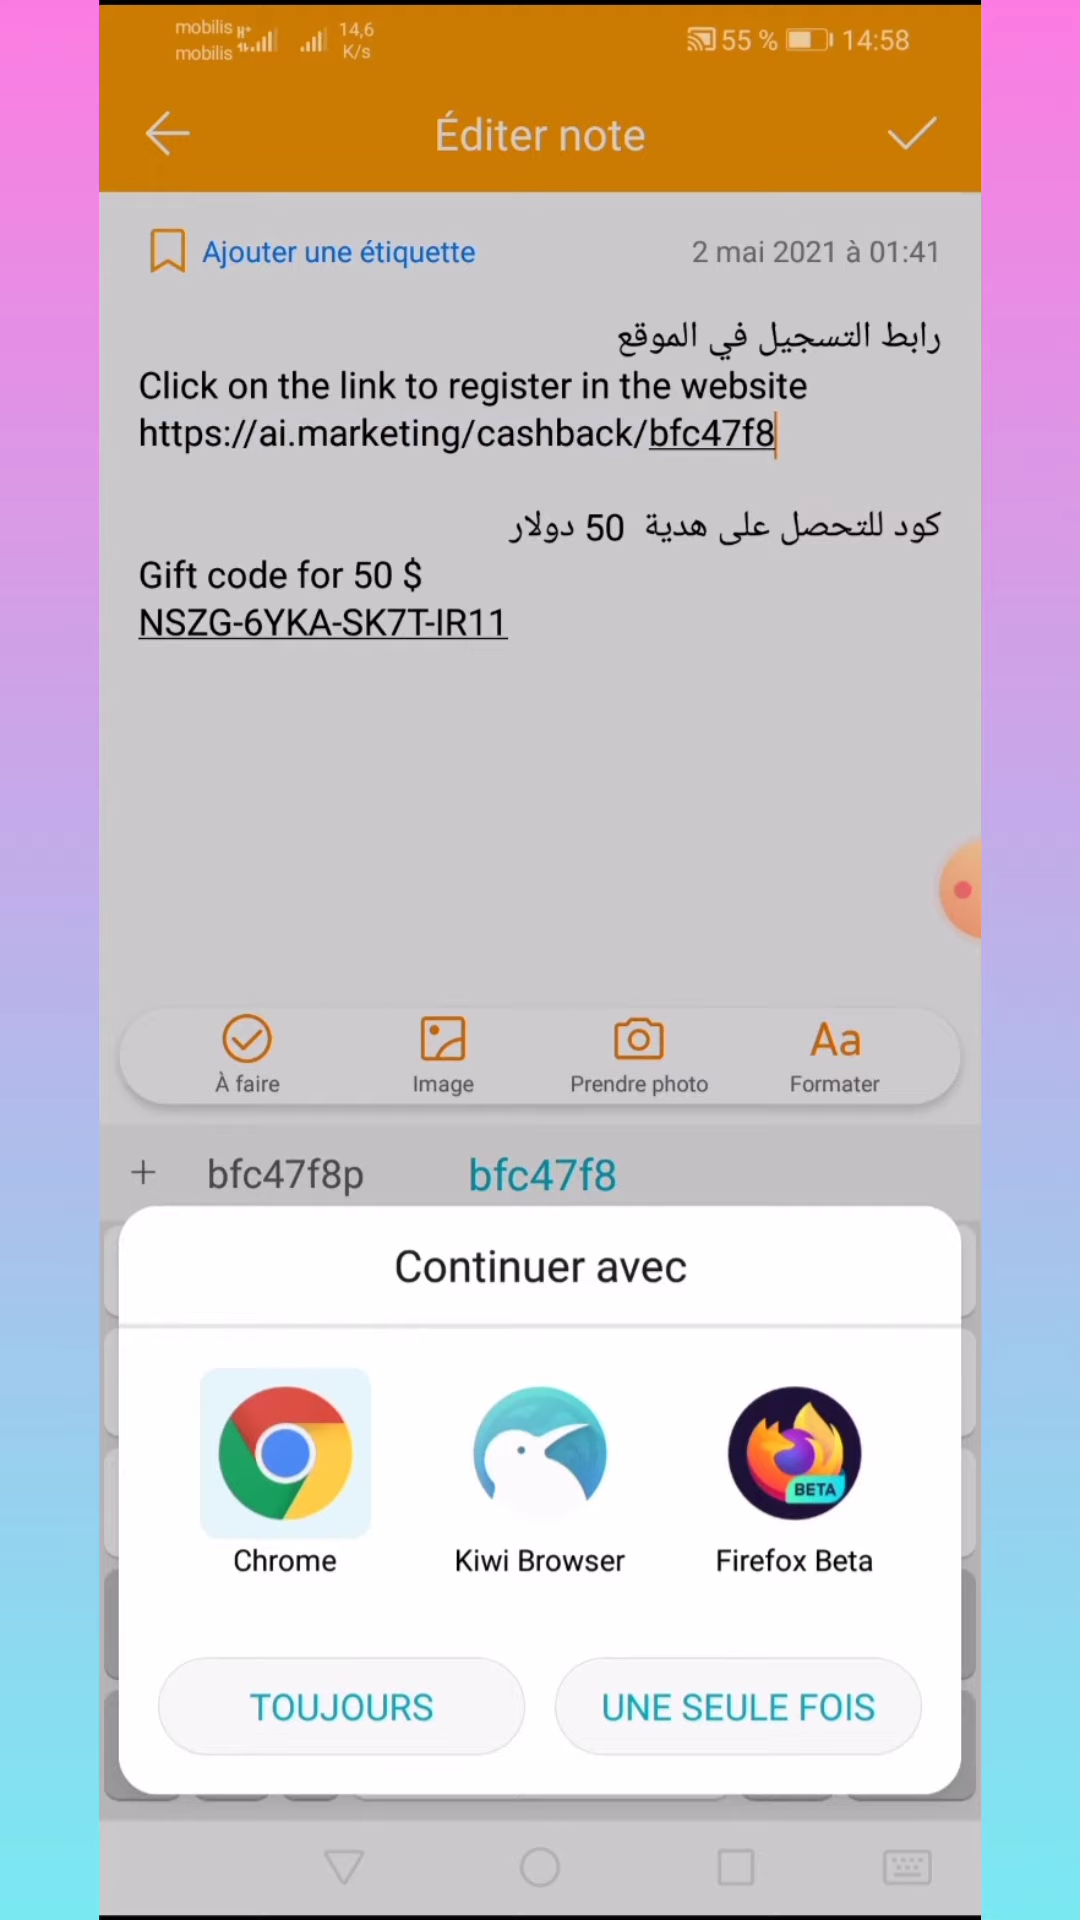 mobilis
mobilis
H+
14,6
K/s
55 %
14:58
Éditer note
Ajouter une étiquette
2 mai 2021 à 01:41
رابط التسجيل في الموقع
Click on the link to register in the website
https://ai.marketing/cashback/bfc47f8
كود للتحصل على هدية 50 دولار
Gift code for 50 $
NSZG-6YKA-SK7T-IR11
À faire
Image
Prendre photo
Aa
Formater
+
bfc47f8p
bfc47f8
Continuer avec
BETA
Chrome
Kiwi Browser
Firefox Beta
TOUJOURS
UNE SEULE FOIS